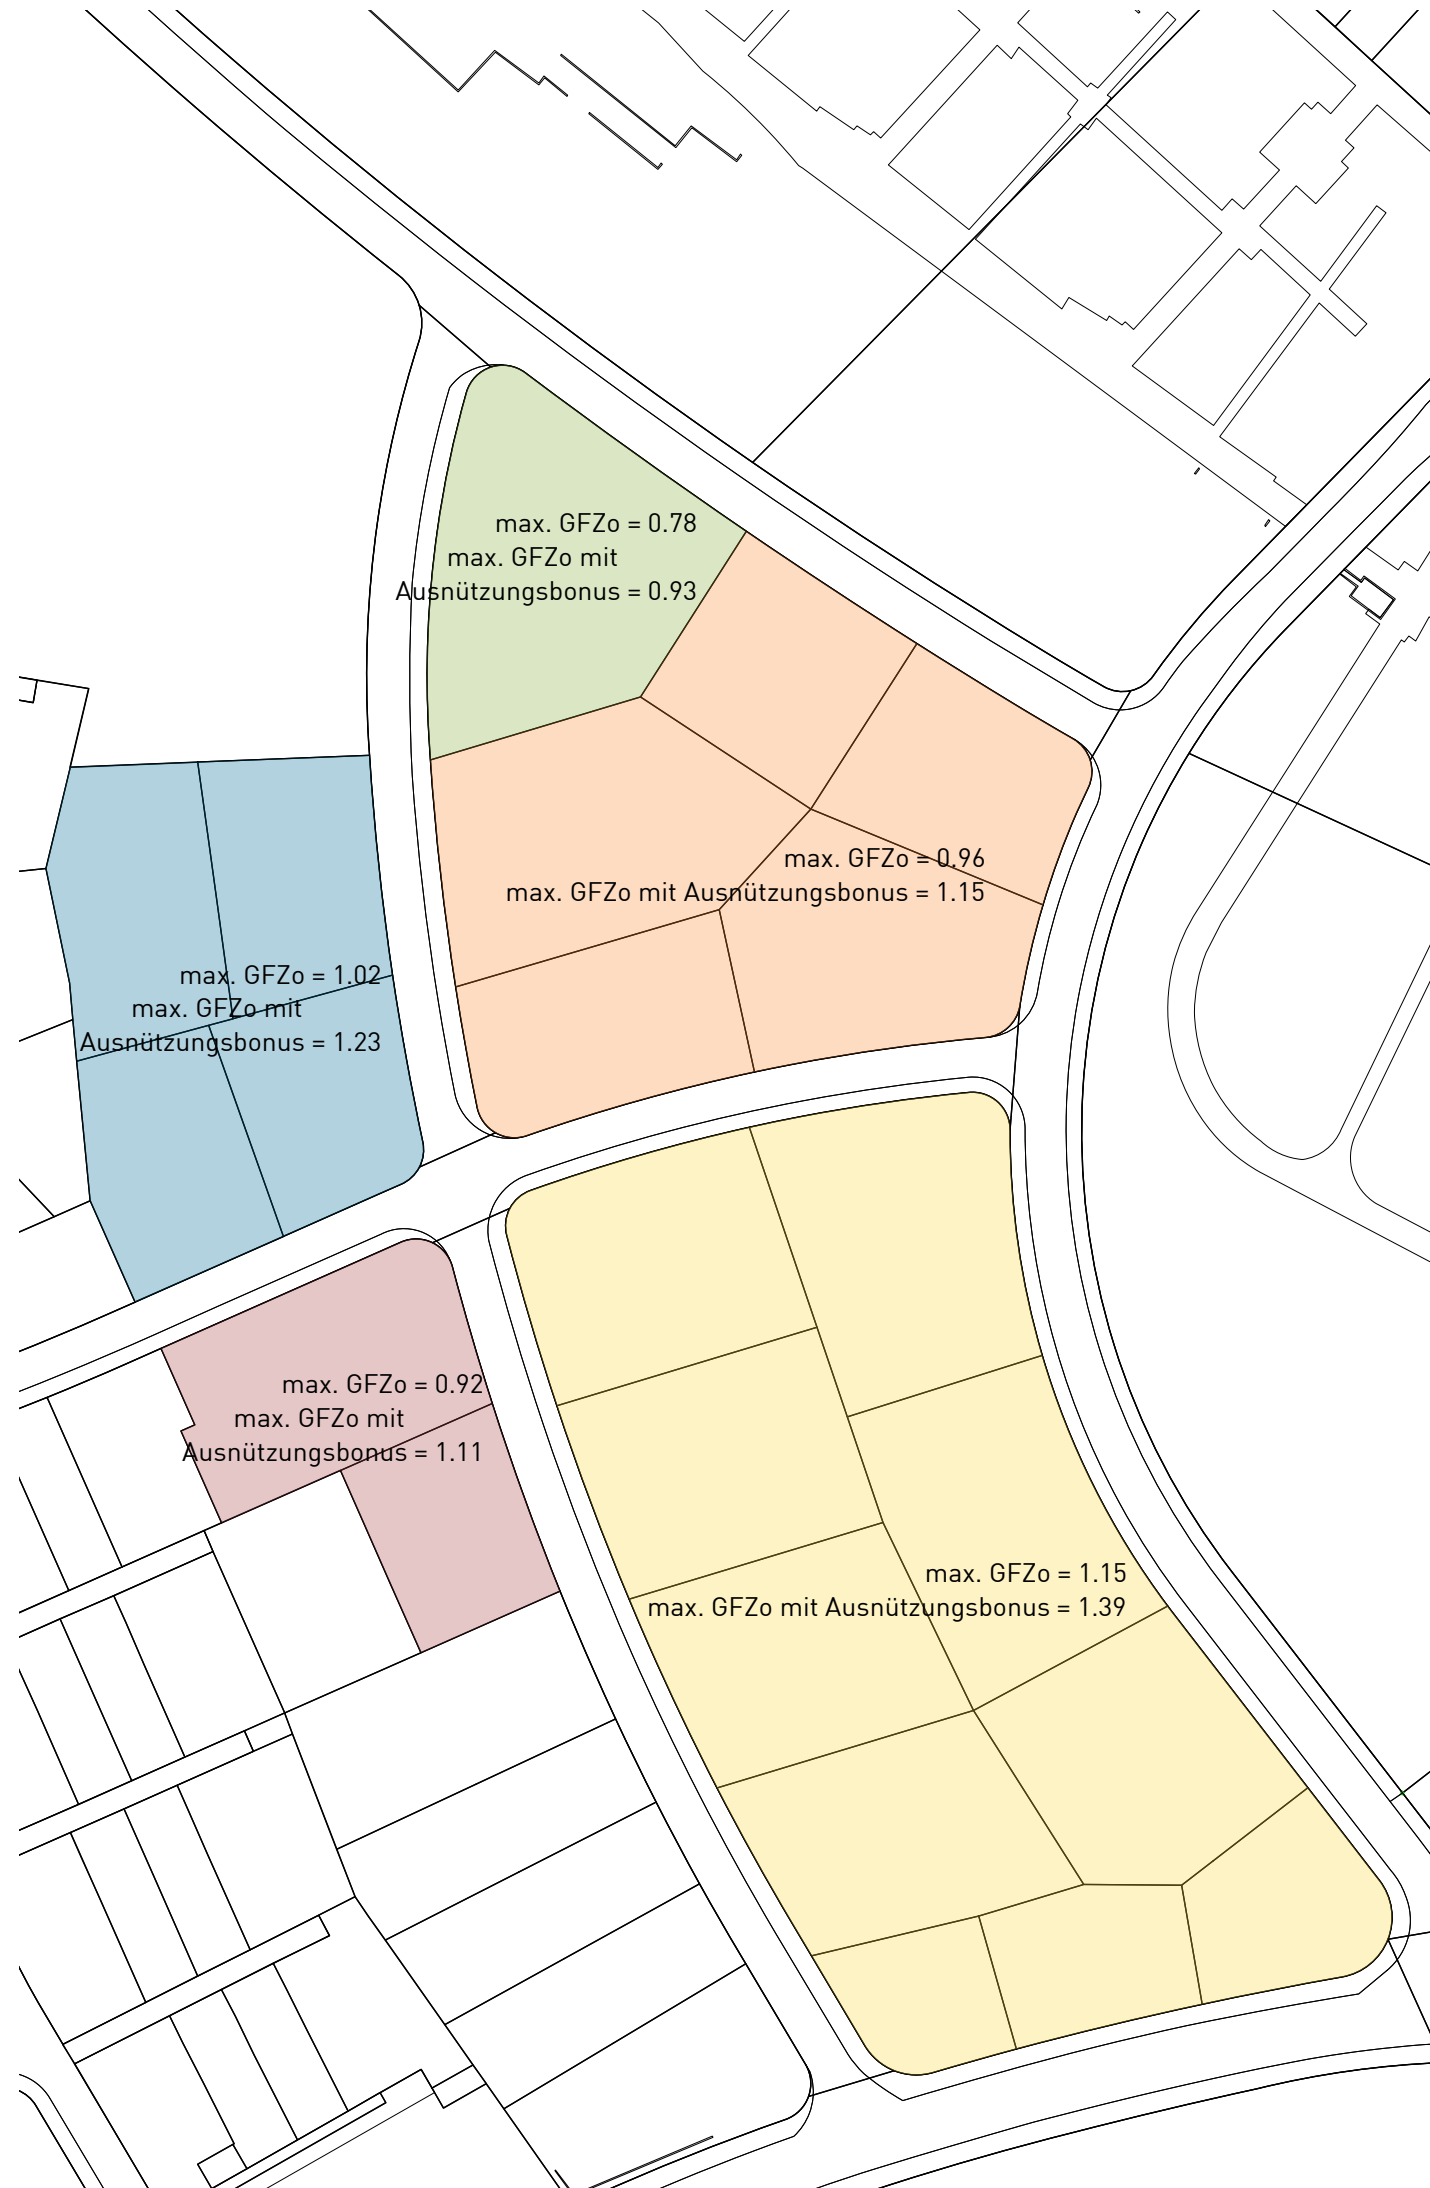 max. GFZo = 0.78
max. GFZo mit
Ausnützungsbonus = 0.93
max. GFZo = 0.96
max. GFZo mit Ausnützungsbonus = 1.15
max. GFZo = 1.02
max. GFZo mit
Ausnützungsbonus = 1.23
max. GFZo = 0.92
max. GFZo mit
Ausnützungsbonus = 1.11
max. GFZo = 1.15
max. GFZo mit Ausnützungsbonus = 1.39